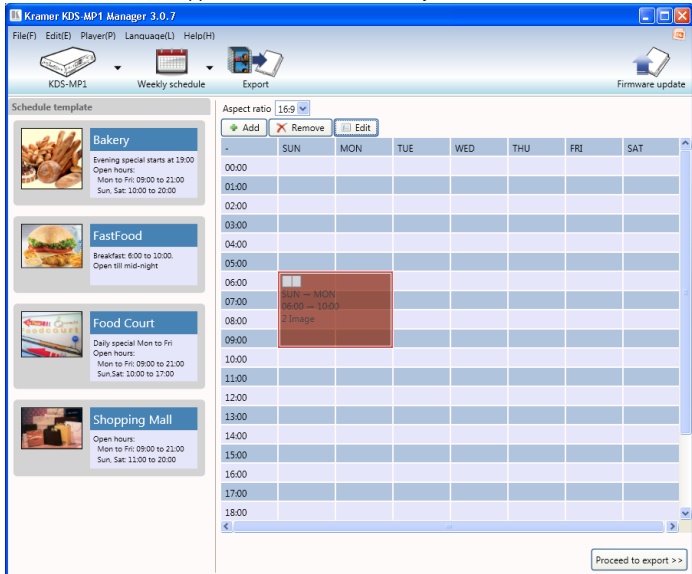 Kramer KDS-MP1 Manager 3.0.7
File(F) Edit(E) Player(P) Language(L) Help(H)
KDS-MP1
Weekly schedule
Export
Firmware update
Schedule template
Bakery
Evening special starts at 19:00
Open hours:
Mon to Fri: 09:00 to 21:00
Sun, Sat: 10:00 to 20:00
FastFood
Breakfast: 6:00 to 10:00.
Open till mid-night
Food Court
Daily special Mon to Fri
Open hours:
Mon to Fri: 09:00 to 21:00
Sun,Sat: 10:00 to 17:00
Shopping Mall
Open hours:
Mon to Fri: 09:00 to 21:00
Sun, Sat: 11:00 to 20:00
Aspect ratio 16:9
Add Remove Edit
- SUN MON TUE WED THU FRI SAT
00:00
01:00
02:00
03:00
04:00
05:00
06:00
07:00
08:00
09:00
10:00
11:00
12:00
13:00
14:00
15:00
16:00
17:00
18:00
SUN ~ MON
06:00 ~ 10:00
2 Image
Proceed to export >>